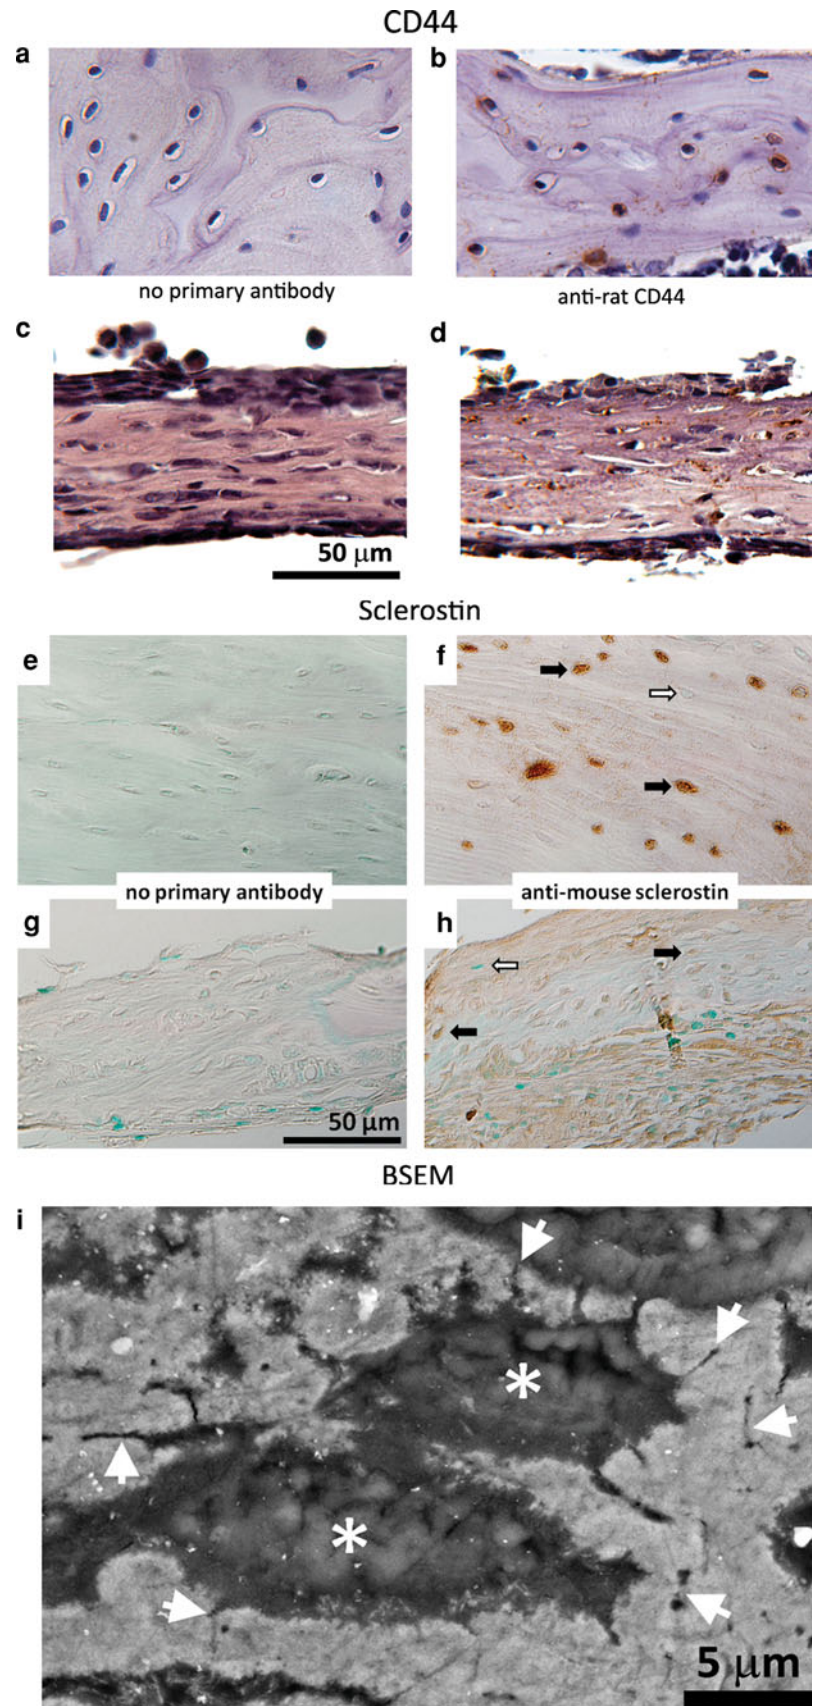 CD44
a
b
no primary antibody
anti-rat CD44
c
d
50 μm
Sclerostin
e
f
no primary antibody
anti-mouse sclerostin
g
h
50 μm
BSEM
i
*
*
5 μm